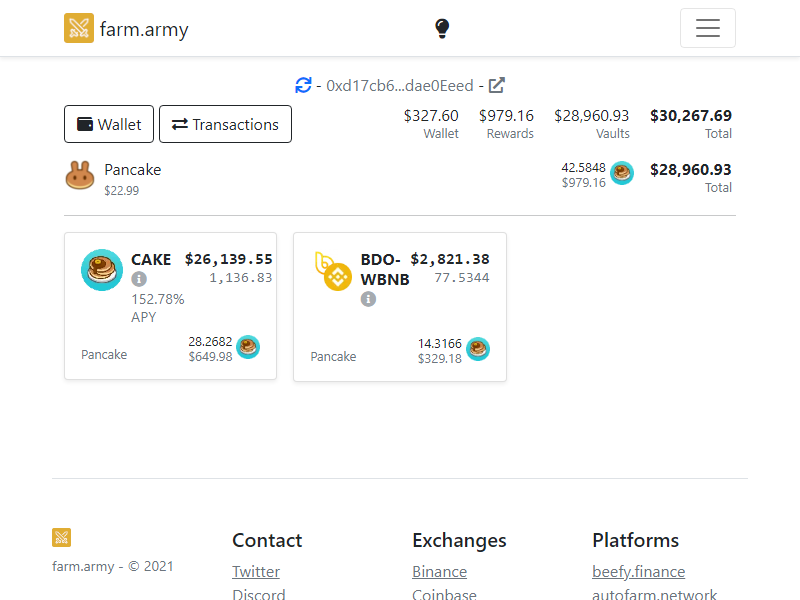 farm.army
- 0xd17cb6...dae0Eeed -
Wallet
Transactions
$327.60 $979.16 $28,960.93 $30,267.69
Wallet Rewards Vaults Total
Pancake
$22.99
42.5848
$979.16
$28,960.93
Total
CAKE $26,139.55
1,136.83
152.78%
APY
Pancake
28.2682
$649.98
BDO-
WBNB
$2,821.38
77.5344
Pancake
14.3166
$329.18
farm.army - © 2021
Contact
Twitter
Discord
Exchanges
Binance
Coinbase
Platforms
beefy.finance
autofarm.network